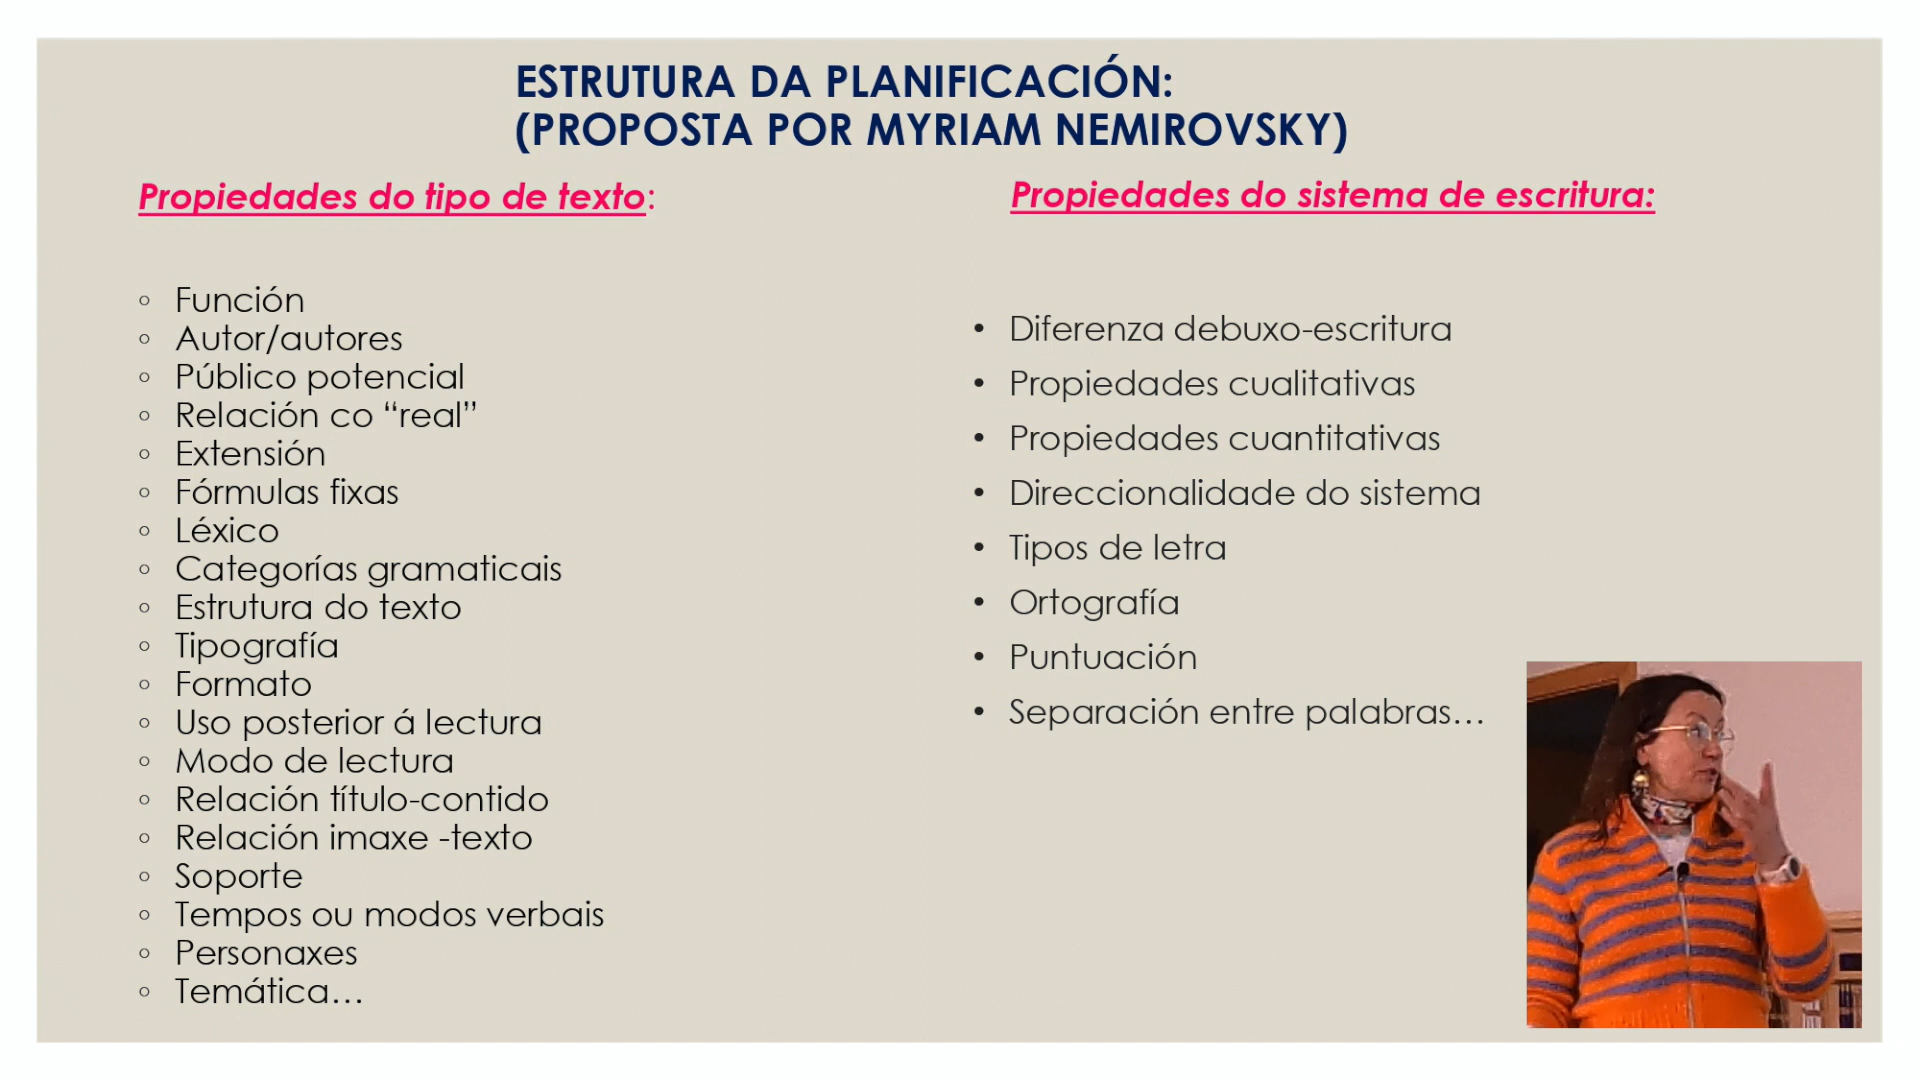 ESTRUTURA DA PLANIFICACIÓN:
(PROPOSTA POR MYRIAM NEMIROVSKY)
Propiedades do tipo de texto:
◦ Función
◦ Autor/autores
◦ Público potencial
◦ Relación co “real”
◦ Extensión
◦ Fórmulas fixas
◦ Léxico
◦ Categorías gramaticais
◦ Estrutura do texto
◦ Tipografía
◦ Formato
◦ Uso posterior á lectura
◦ Modo de lectura
◦ Relación título-contido
◦ Relación imaxe -texto
◦ Soporte
◦ Tempos ou modos verbais
◦ Personaxes
◦ Temática…
Propiedades do sistema de escritura:
• Diferenza debuxo-escritura
• Propiedades cualitativas
• Propiedades cuantitativas
• Direccionalidade do sistema
• Tipos de letra
• Ortografía
• Puntuación
• Separación entre palabras…